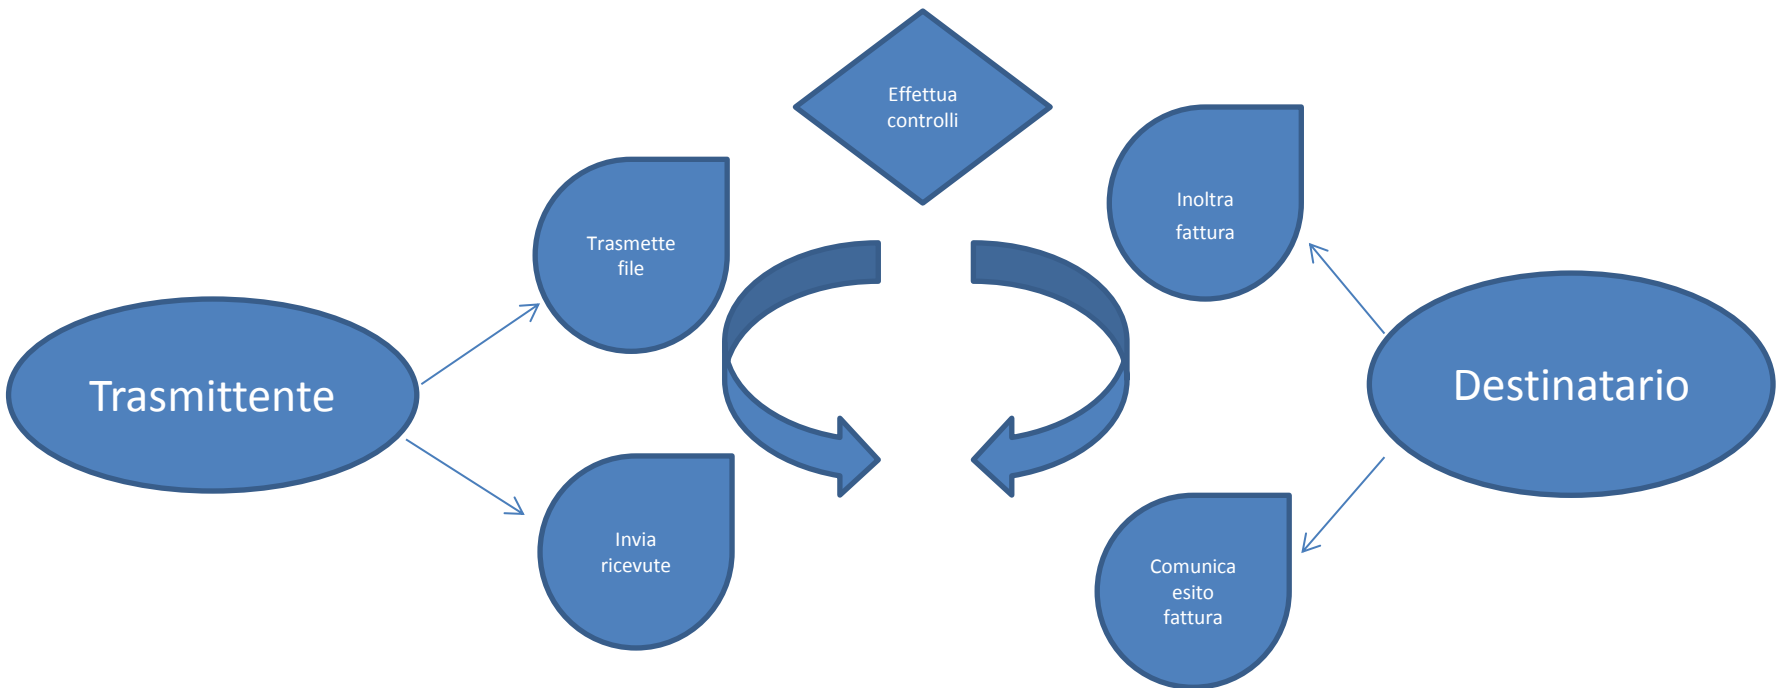 Effettua
controlli
Trasmette
file
Inoltra
fattura
Trasmittente
Destinatario
Invia
ricevute
Comunica
esito
fattura